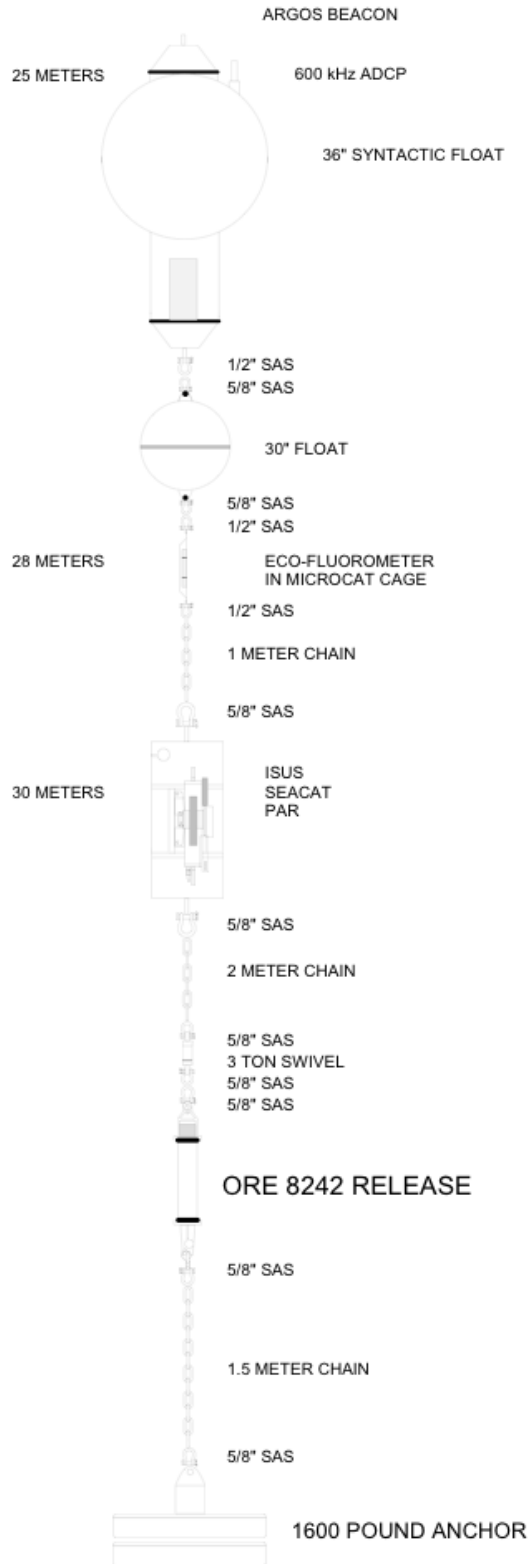 ARGOS BEACON
25 METERS
600 kHz ADCP
36" SYNTACTIC FLOAT
1/2" SAS
5/8" SAS
30" FLOAT
5/8" SAS
1/2" SAS
28 METERS
ECO-FLUOROMETER
IN MICROCAT CAGE
1/2" SAS
1 METER CHAIN
5/8" SAS
30 METERS
ISUS
SEACAT
PAR
5/8" SAS
2 METER CHAIN
5/8" SAS
3 TON SWIVEL
5/8" SAS
5/8" SAS
ORE 8242 RELEASE
5/8" SAS
1.5 METER CHAIN
5/8" SAS
1600 POUND ANCHOR